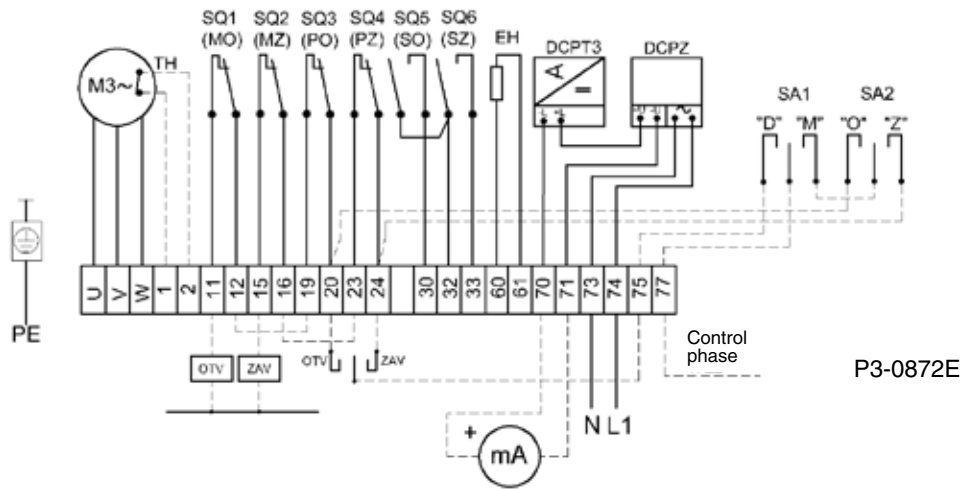 SQ1 SQ2 SQ3 SQ4 SQ5 SQ6
(MO) (MZ) (PO) (PZ) (SO) (SZ)
EH
DCPT3
DCPZ
M3~
TH
A
=
SA1 SA2
"D" "M" "O" "Z"
U V W 1 2 11 12 15 16 19 20 23 24 30 32 33 60 61 70 71 73 74 75 77
PE
OTV ZAV
OTV ZAV
Control
phase
P3-0872E
N L1
+
mA